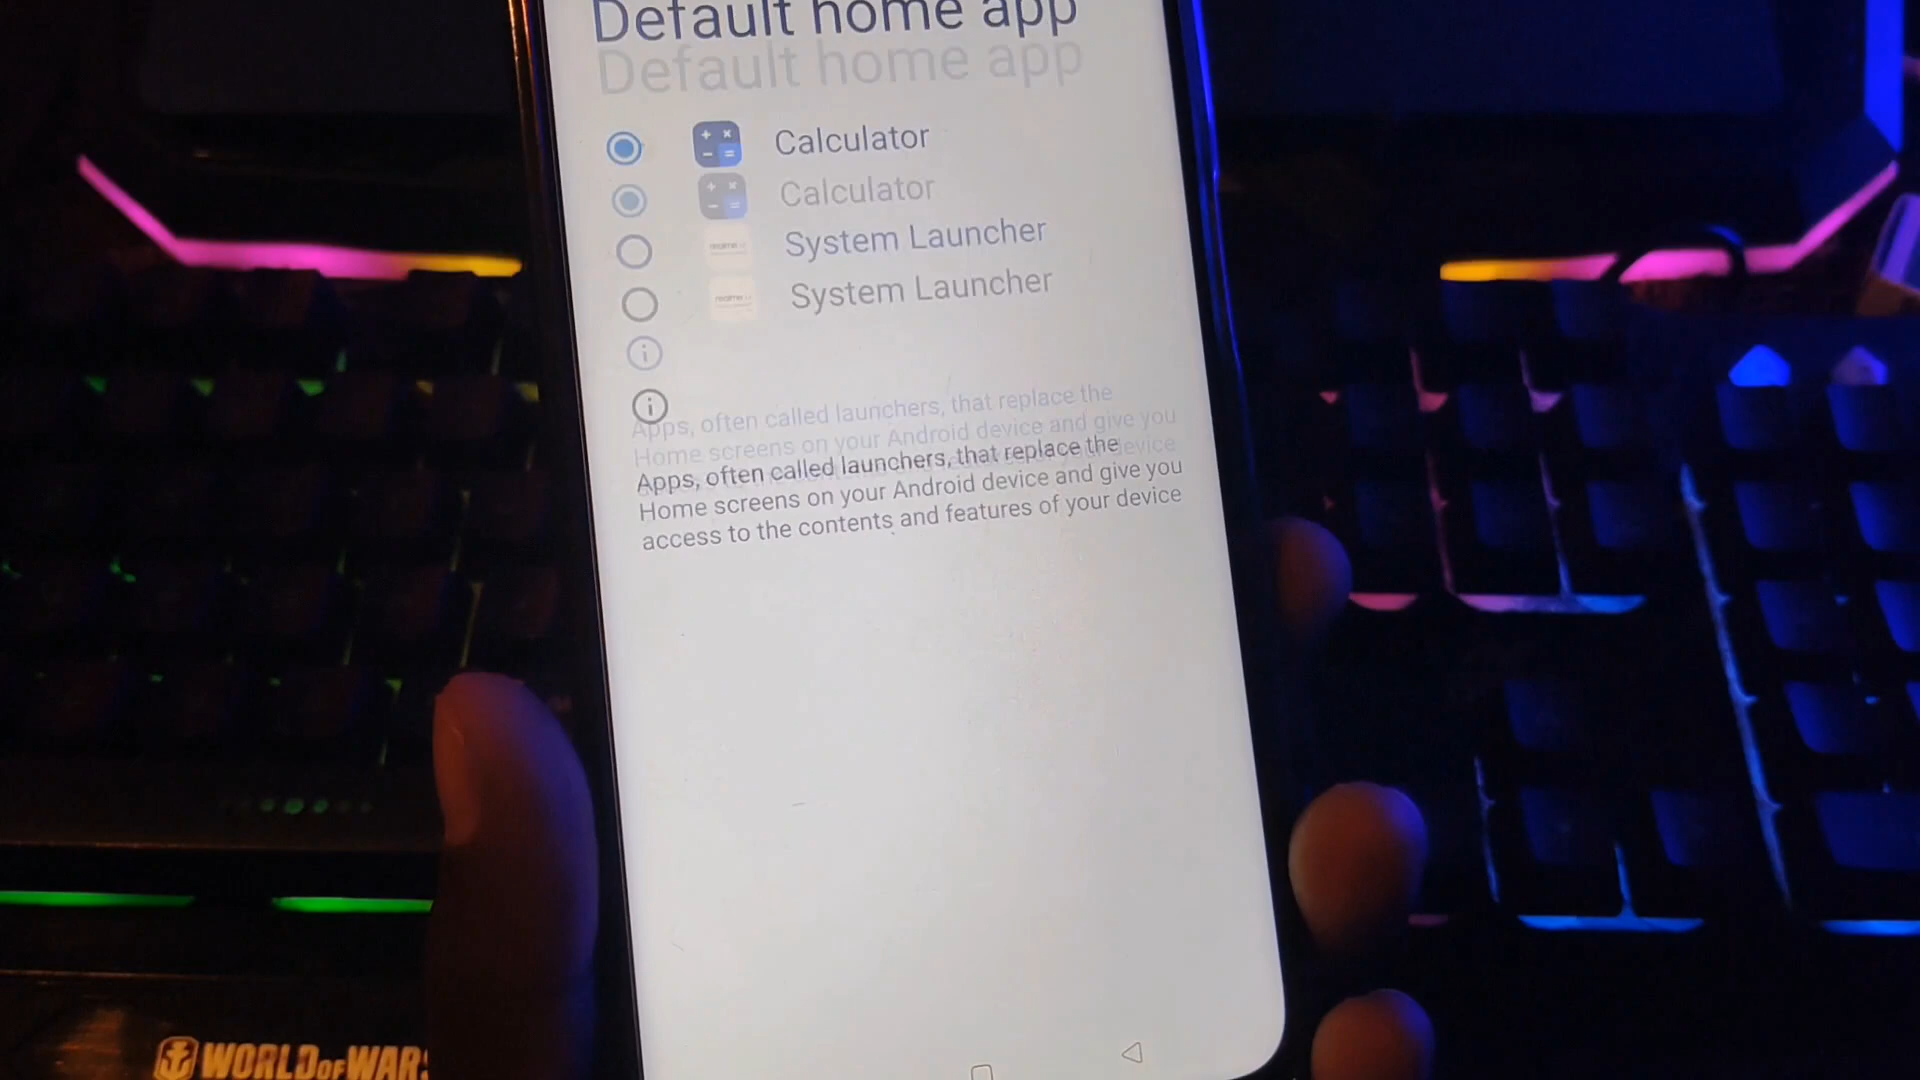 Default home app
Default home app
Calculator
Calculator
System Launcher
System Launcher
Apps, often called launchers, that replace the
Home screens on your Android device and give you
Apps, often called launchers, that replace the
Home screens on your Android device and give you
access to the contents and features of your device
realme
realme
WORLD OF WAR